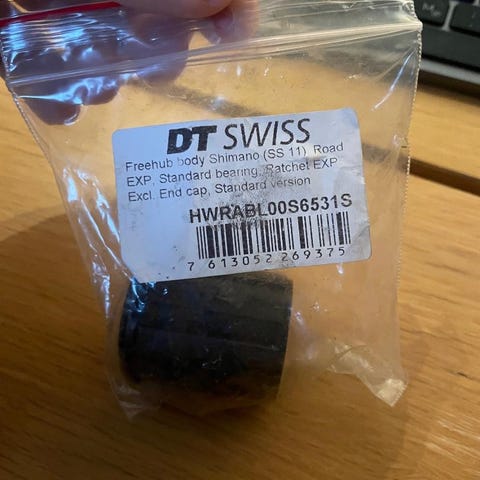 DT SWISS
Freehub body Shimano (SS 11), Road
EXP, Standard bearing, Ratchet EXP
Excl. End cap, Standard version
HWRABL00S6531S
7 613052 269375